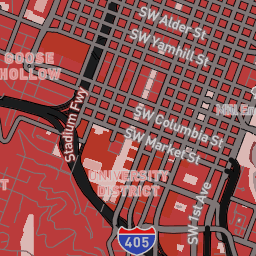 SW Alder St
SW Yamhill St
GOOSE
HOLLOW
Stadium Fwy
SW Columbia St
SW Market St
UNIVERSITY
DISTRICT
SW 1st Ave
405